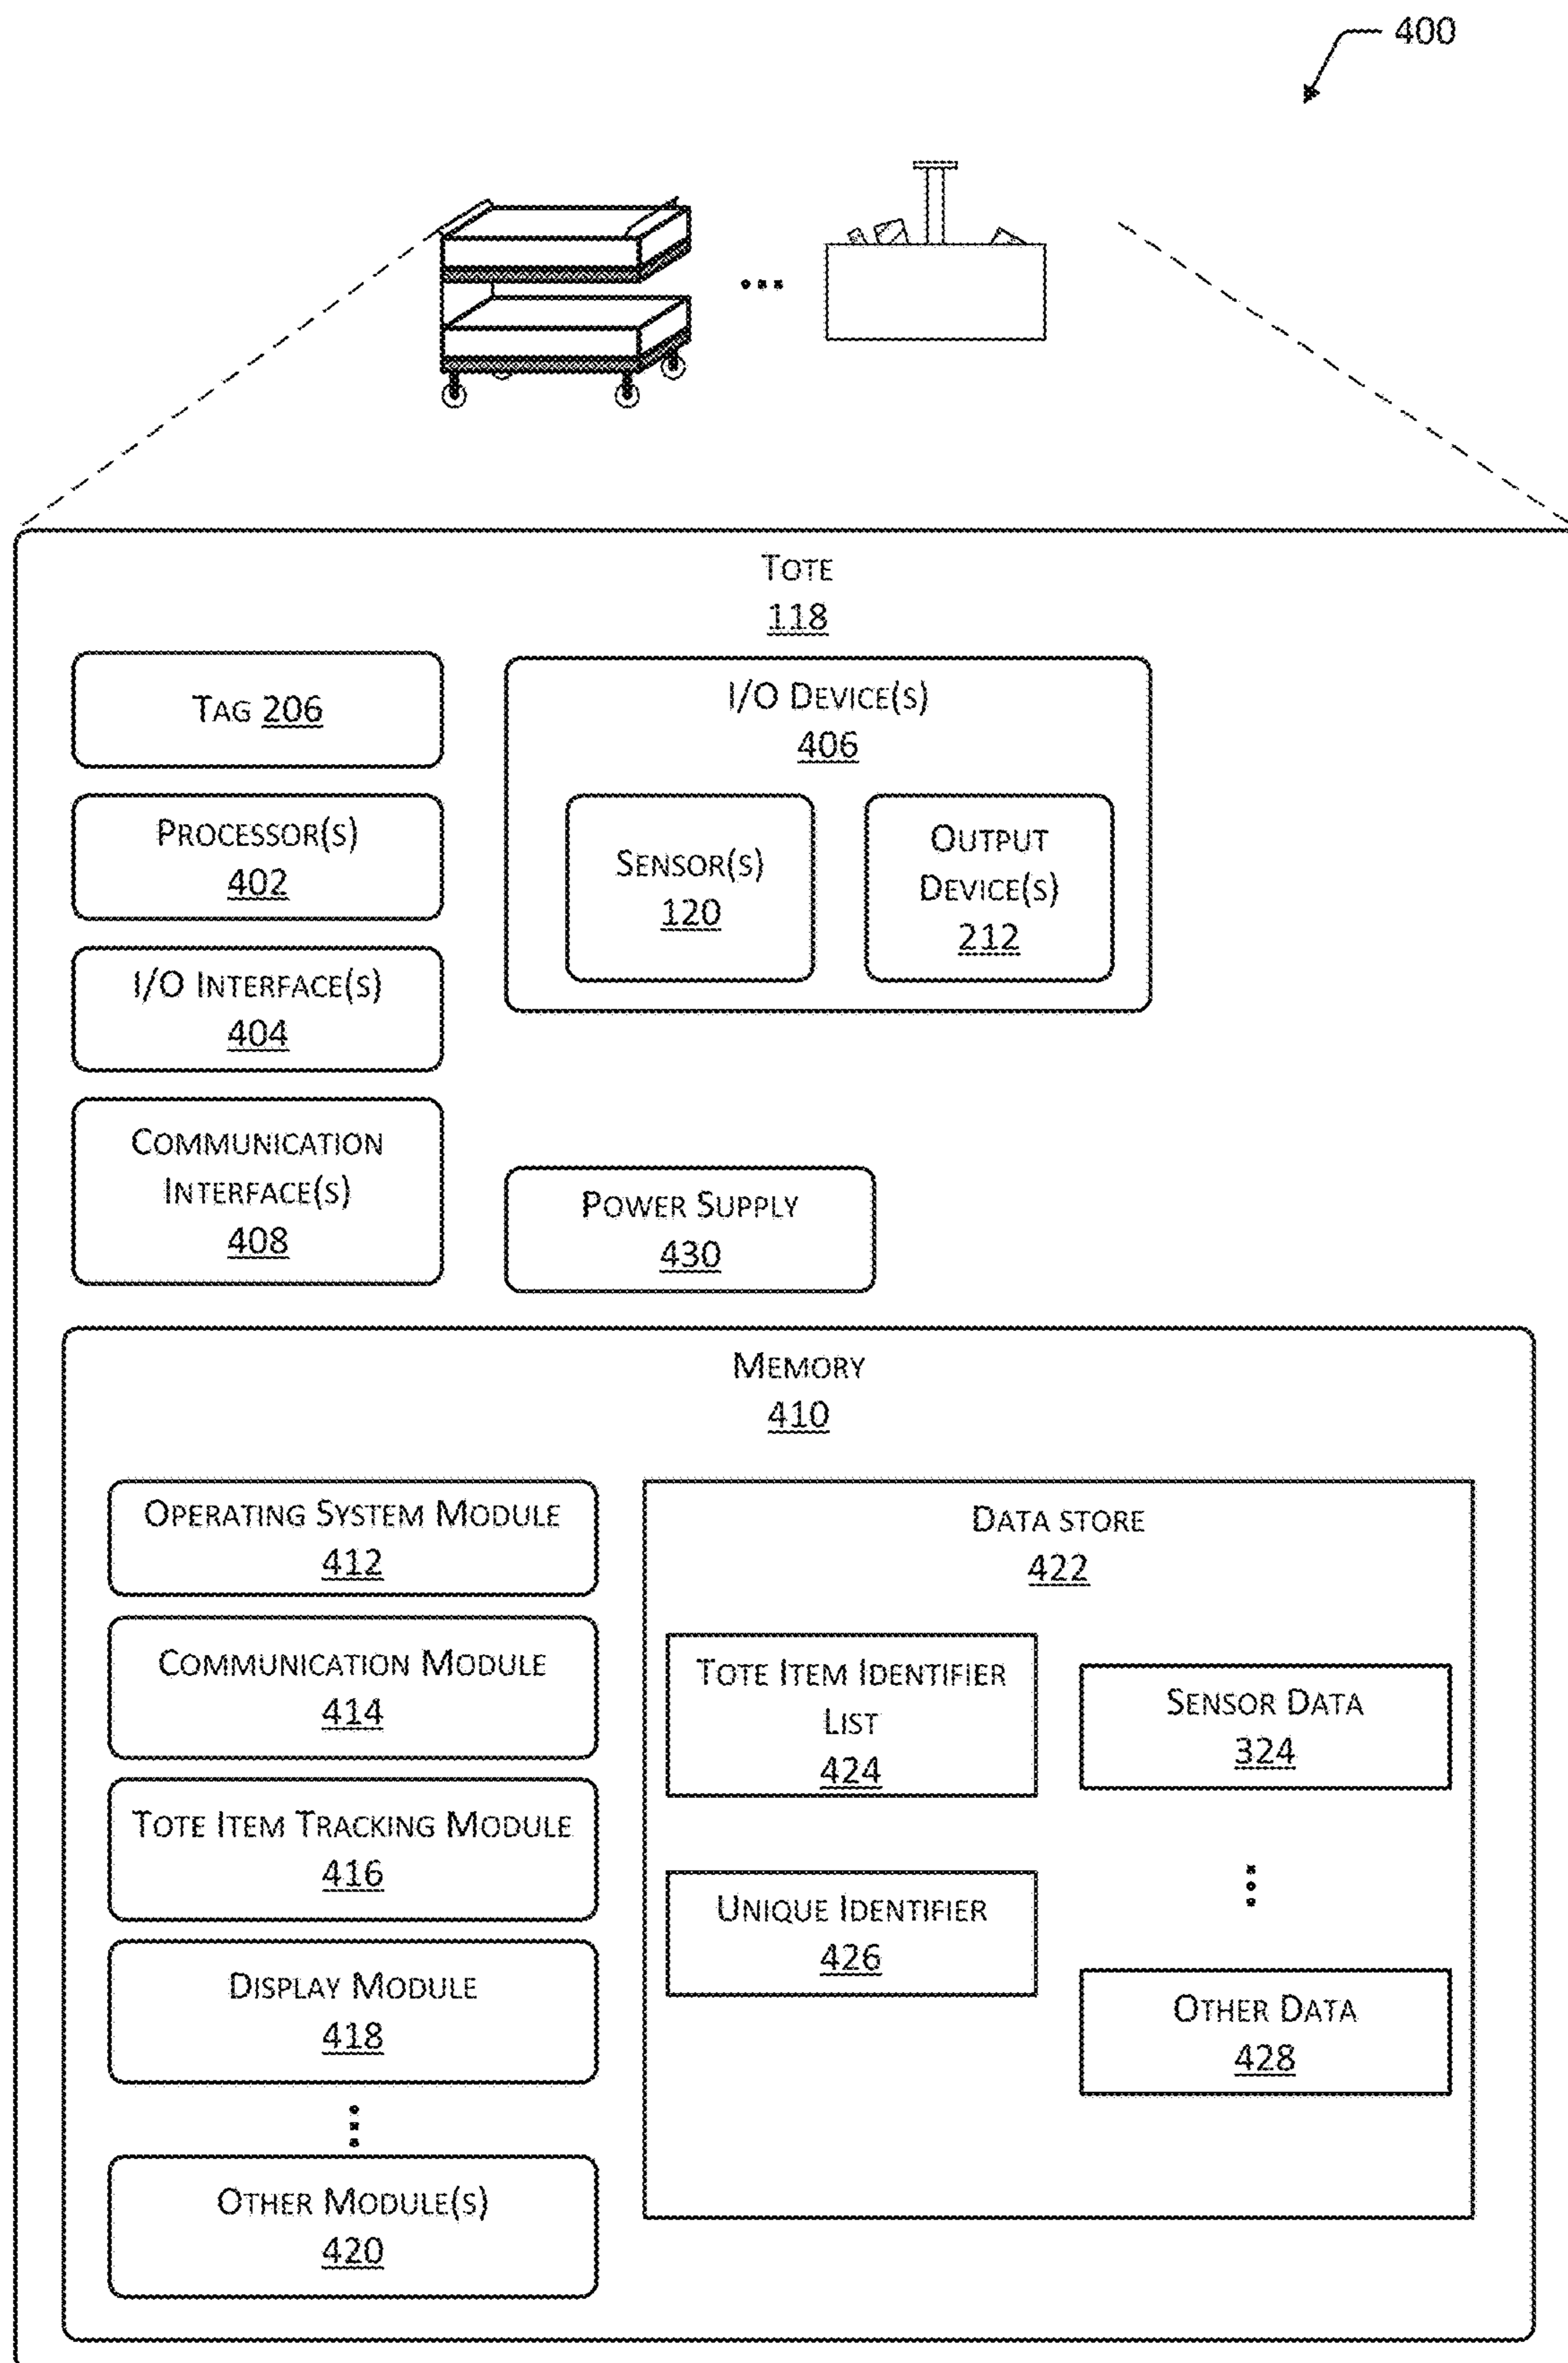 400
TOTE
118
TAG 206
PROCESSOR(S)
402
I/O INTERFACE(S)
404
COMMUNICATION
INTERFACE(S)
408
I/O DEVICE(S)
406
SENSOR(S)
120
OUTPUT
DEVICE(S)
212
POWER SUPPLY
430
MEMORY
410
OPERATING SYSTEM MODULE
412
COMMUNICATION MODULE
414
TOTE ITEM TRACKING MODULE
416
DISPLAY MODULE
418
OTHER MODULE(S)
420
DATA STORE
422
TOTE ITEM IDENTIFIER
LIST
424
UNIQUE IDENTIFIER
426
SENSOR DATA
324
OTHER DATA
428